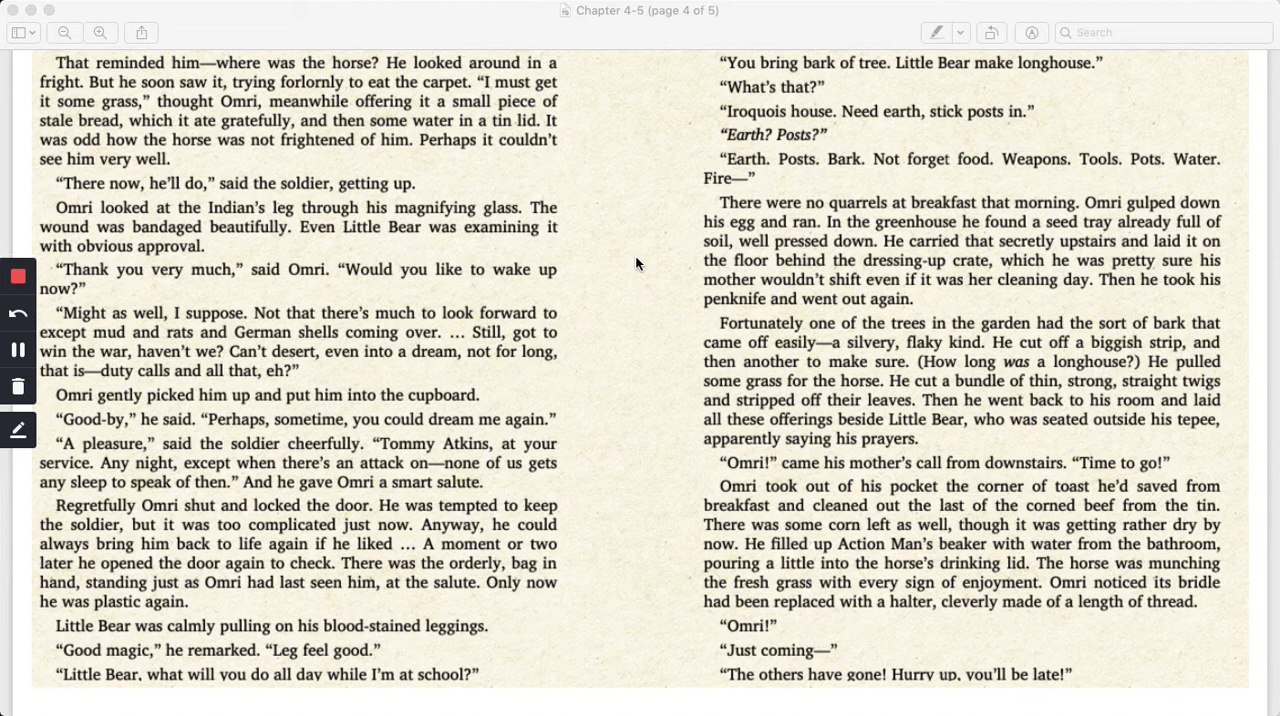 Chapter 4-5 (page 4 of 5)
Search
That reminded him—where was the horse? He looked around in a
fright. But he soon saw it, trying forlornly to eat the carpet. “I must get
it some grass,” thought Omri, meanwhile offering it a small piece of
stale bread, which it ate gratefully, and then some water in a tin lid. It
was odd how the horse was not frightened of him. Perhaps it couldn’t
see him very well.
“There now, he’ll do,” said the soldier, getting up.
Omri looked at the Indian’s leg through his magnifying glass. The
wound was bandaged beautifully. Even Little Bear was examining it
with obvious approval.
“Thank you very much,” said Omri. “Would you like to wake up
now?”
“Might as well, I suppose. Not that there’s much to look forward to
except mud and rats and German shells coming over. … Still, got to
win the war, haven’t we? Can’t desert, even into a dream, not for long,
that is—duty calls and all that, eh?”
Omri gently picked him up and put him into the cupboard.
“Good-by,” he said. “Perhaps, sometime, you could dream me again.”
“A pleasure,” said the soldier cheerfully. “Tommy Atkins, at your
service. Any night, except when there’s an attack on—none of us gets
any sleep to speak of then.” And he gave Omri a smart salute.
Regretfully Omri shut and locked the door. He was tempted to keep
the soldier, but it was too complicated just now. Anyway, he could
always bring him back to life again if he liked … A moment or two
later he opened the door again to check. There was the orderly, bag in
hand, standing just as Omri had last seen him, at the salute. Only now
he was plastic again.
Little Bear was calmly pulling on his blood-stained leggings.
“Good magic,” he remarked. “Leg feel good.”
“Little Bear, what will you do all day while I’m at school?”
“You bring bark of tree. Little Bear make longhouse.”
“What’s that?”
“Iroquois house. Need earth, stick posts in.”
“Earth? Posts?”
“Earth. Posts. Bark. Not forget food. Weapons. Tools. Pots. Water.
Fire—”
There were no quarrels at breakfast that morning. Omri gulped down
his egg and ran. In the greenhouse he found a seed tray already full of
soil, well pressed down. He carried that secretly upstairs and laid it on
the floor behind the dressing-up crate, which he was pretty sure his
mother wouldn’t shift even if it was her cleaning day. Then he took his
penknife and went out again.
Fortunately one of the trees in the garden had the sort of bark that
came off easily—a silvery, flaky kind. He cut off a biggish strip, and
then another to make sure. (How long was a longhouse?) He pulled
some grass for the horse. He cut a bundle of thin, strong, straight twigs
and stripped off their leaves. Then he went back to his room and laid
all these offerings beside Little Bear, who was seated outside his tepee,
apparently saying his prayers.
“Omri!” came his mother’s call from downstairs. “Time to go!”
Omri took out of his pocket the corner of toast he’d saved from
breakfast and cleaned out the last of the corned beef from the tin.
There was some corn left as well, though it was getting rather dry by
now. He filled up Action Man’s beaker with water from the bathroom,
pouring a little into the horse’s drinking lid. The horse was munching
the fresh grass with every sign of enjoyment. Omri noticed its bridle
had been replaced with a halter, cleverly made of a length of thread.
“Omri!”
“Just coming—”
“The others have gone! Hurry up, you’ll be late!”